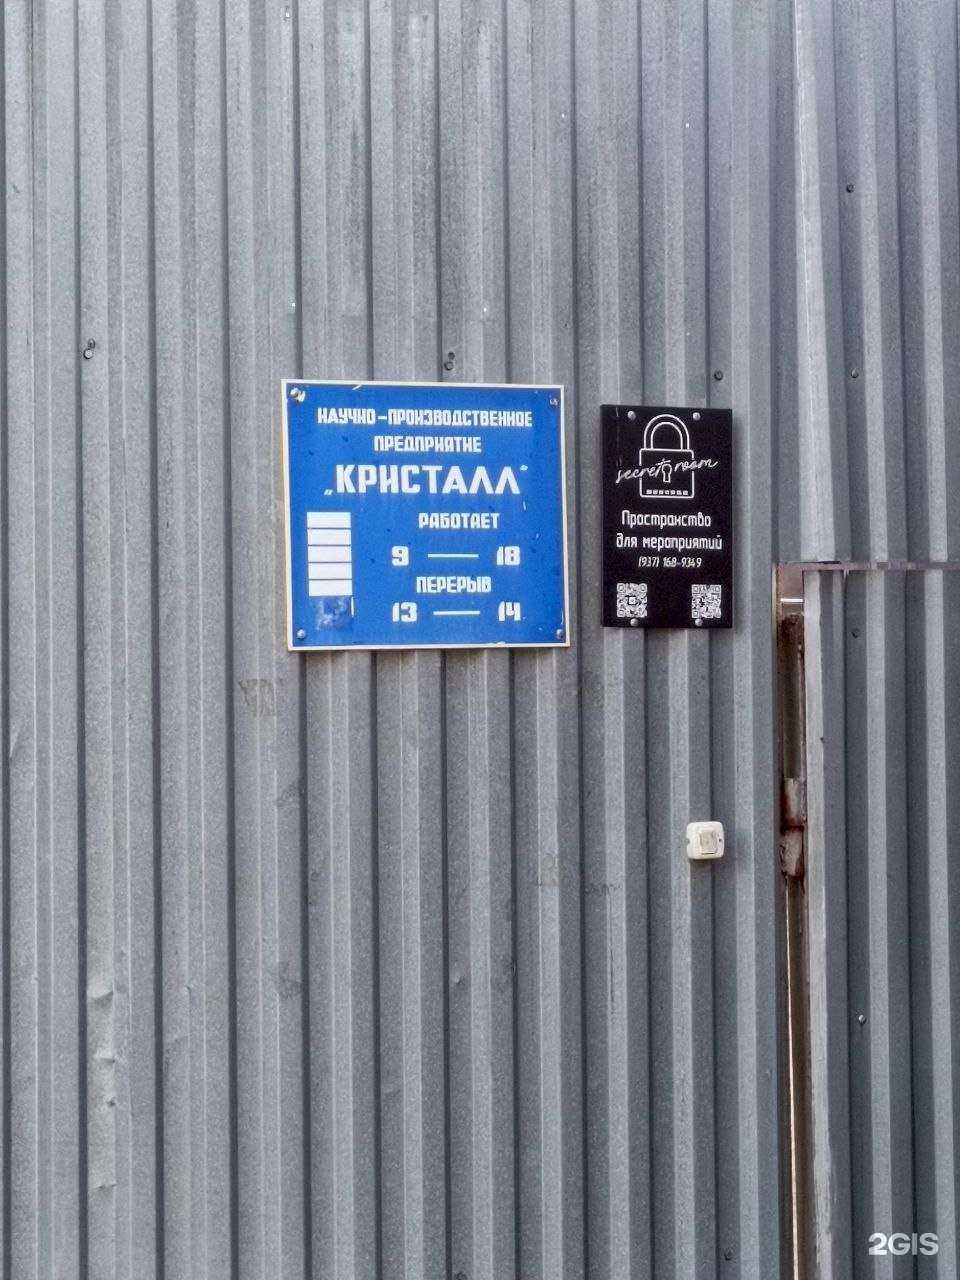 НАУЧНО-ПРОИЗВОДСТВЕННОЕ
ПРЕДПРИЯТИЕ
„КРИСТАЛЛ“
РАБОТАЕТ
9 — 18
ПЕРЕРЫВ
13 — 14
secret room
Пространство
для мероприятий
(937) 168-9349
2GIS